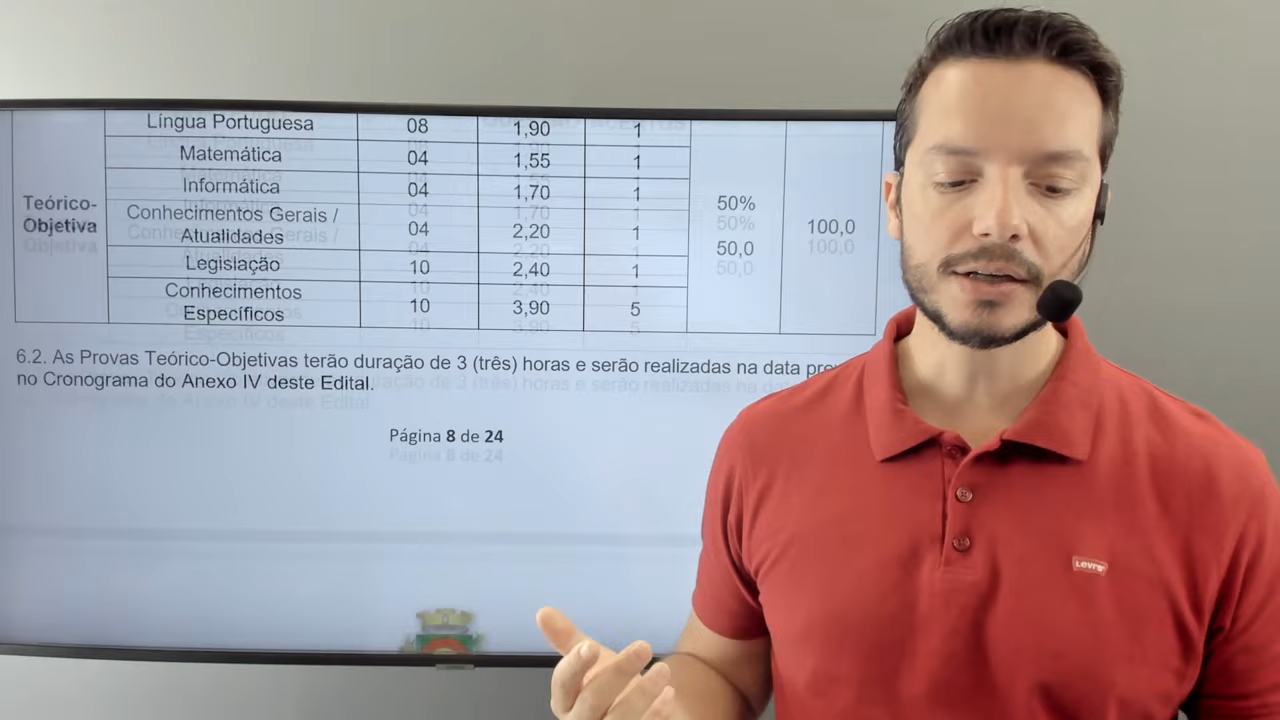 Língua Portuguesa 08 1,90 1
Matemática 04 1,55 1
Informática 04 1,70 1
Teórico-Objetiva
Conhecimentos Gerais /
Atualidades 04 2,20 1
50%
50,0
100,0
Legislação 10 2,40 1
Conhecimentos
Específicos 10 3,90 5
6.2. As Provas Teórico-Objetivas terão duração de 3 (três) horas e serão realizadas na data
no Cronograma do Anexo IV deste Edital.
Página 8 de 24
Levi's